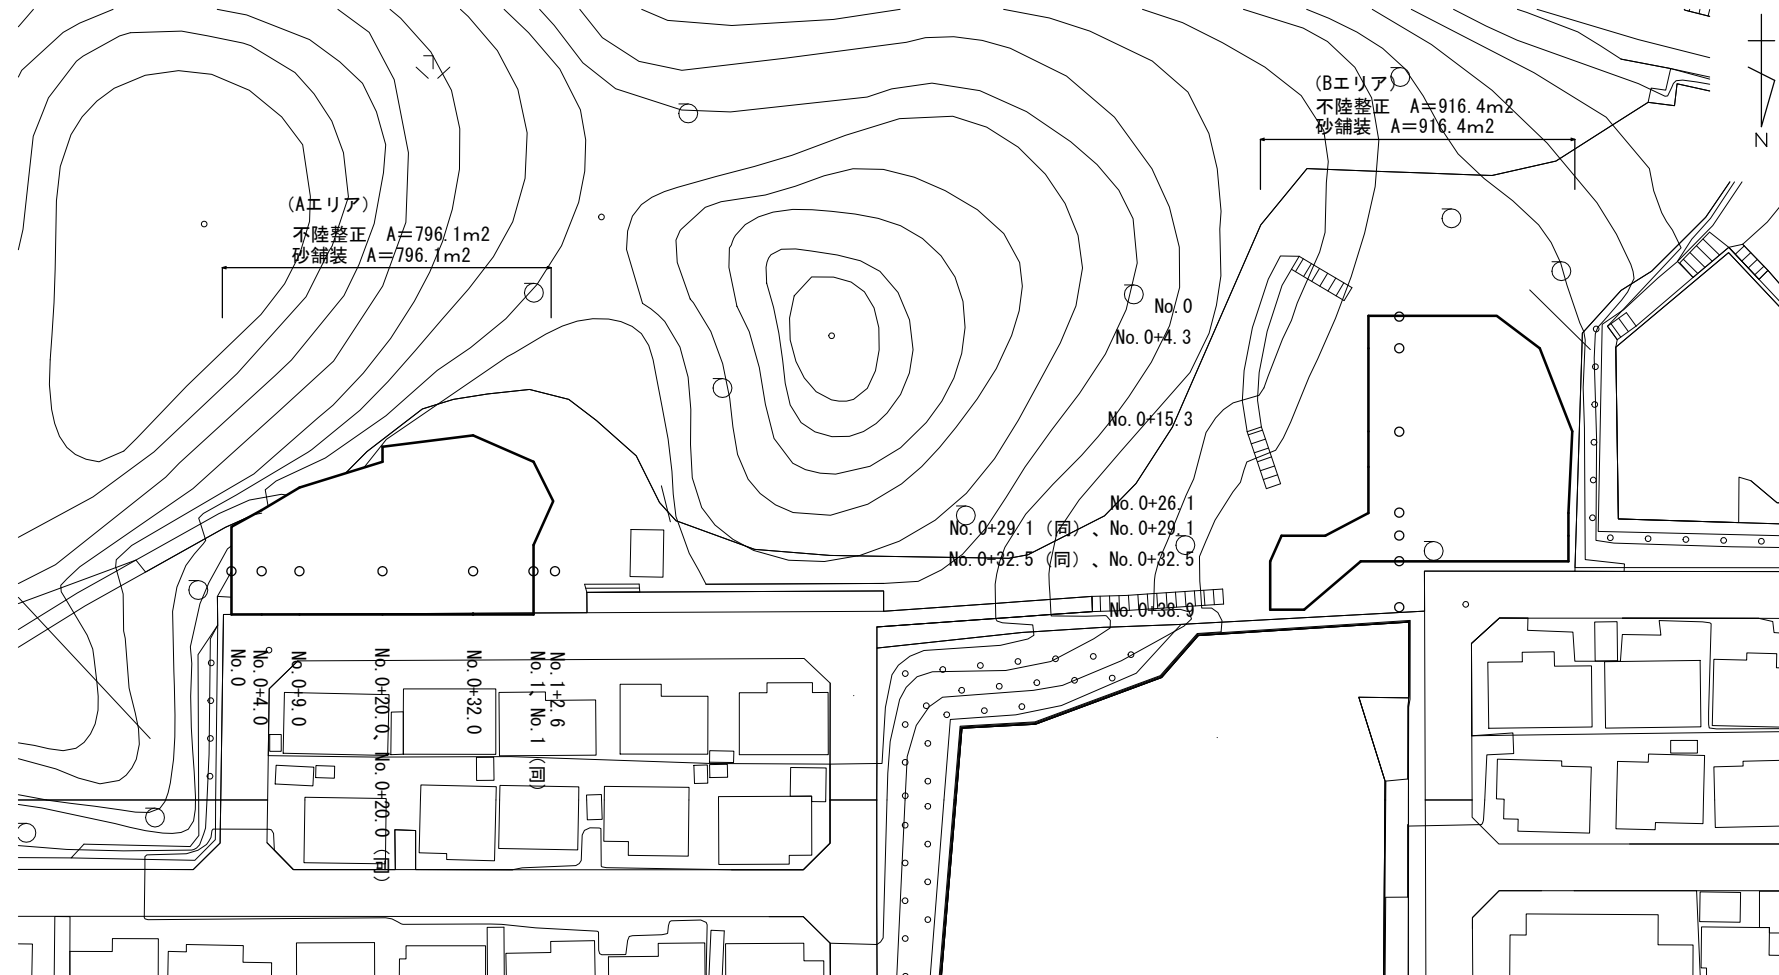 (Bエリア)
不陸整正　A＝916.4m2
砂舗装　A＝916.4m2
N
(Aエリア)
不陸整正　A＝796.1m2
砂舗装　A＝796.1m2
No.0
No.0+4.3
No.0+15.3
No.0+26.1
No.0+29.1 (同) 、No.0+29.1
No.0+32.5 (同) 、No.0+32.5
No.0+38.9
No.0
No.0+4.0
No.0+9.0
No.0+20.0、No.0+20.0 (同)
No.0+32.0
No.1、No.1 (同)
No.1+2.6